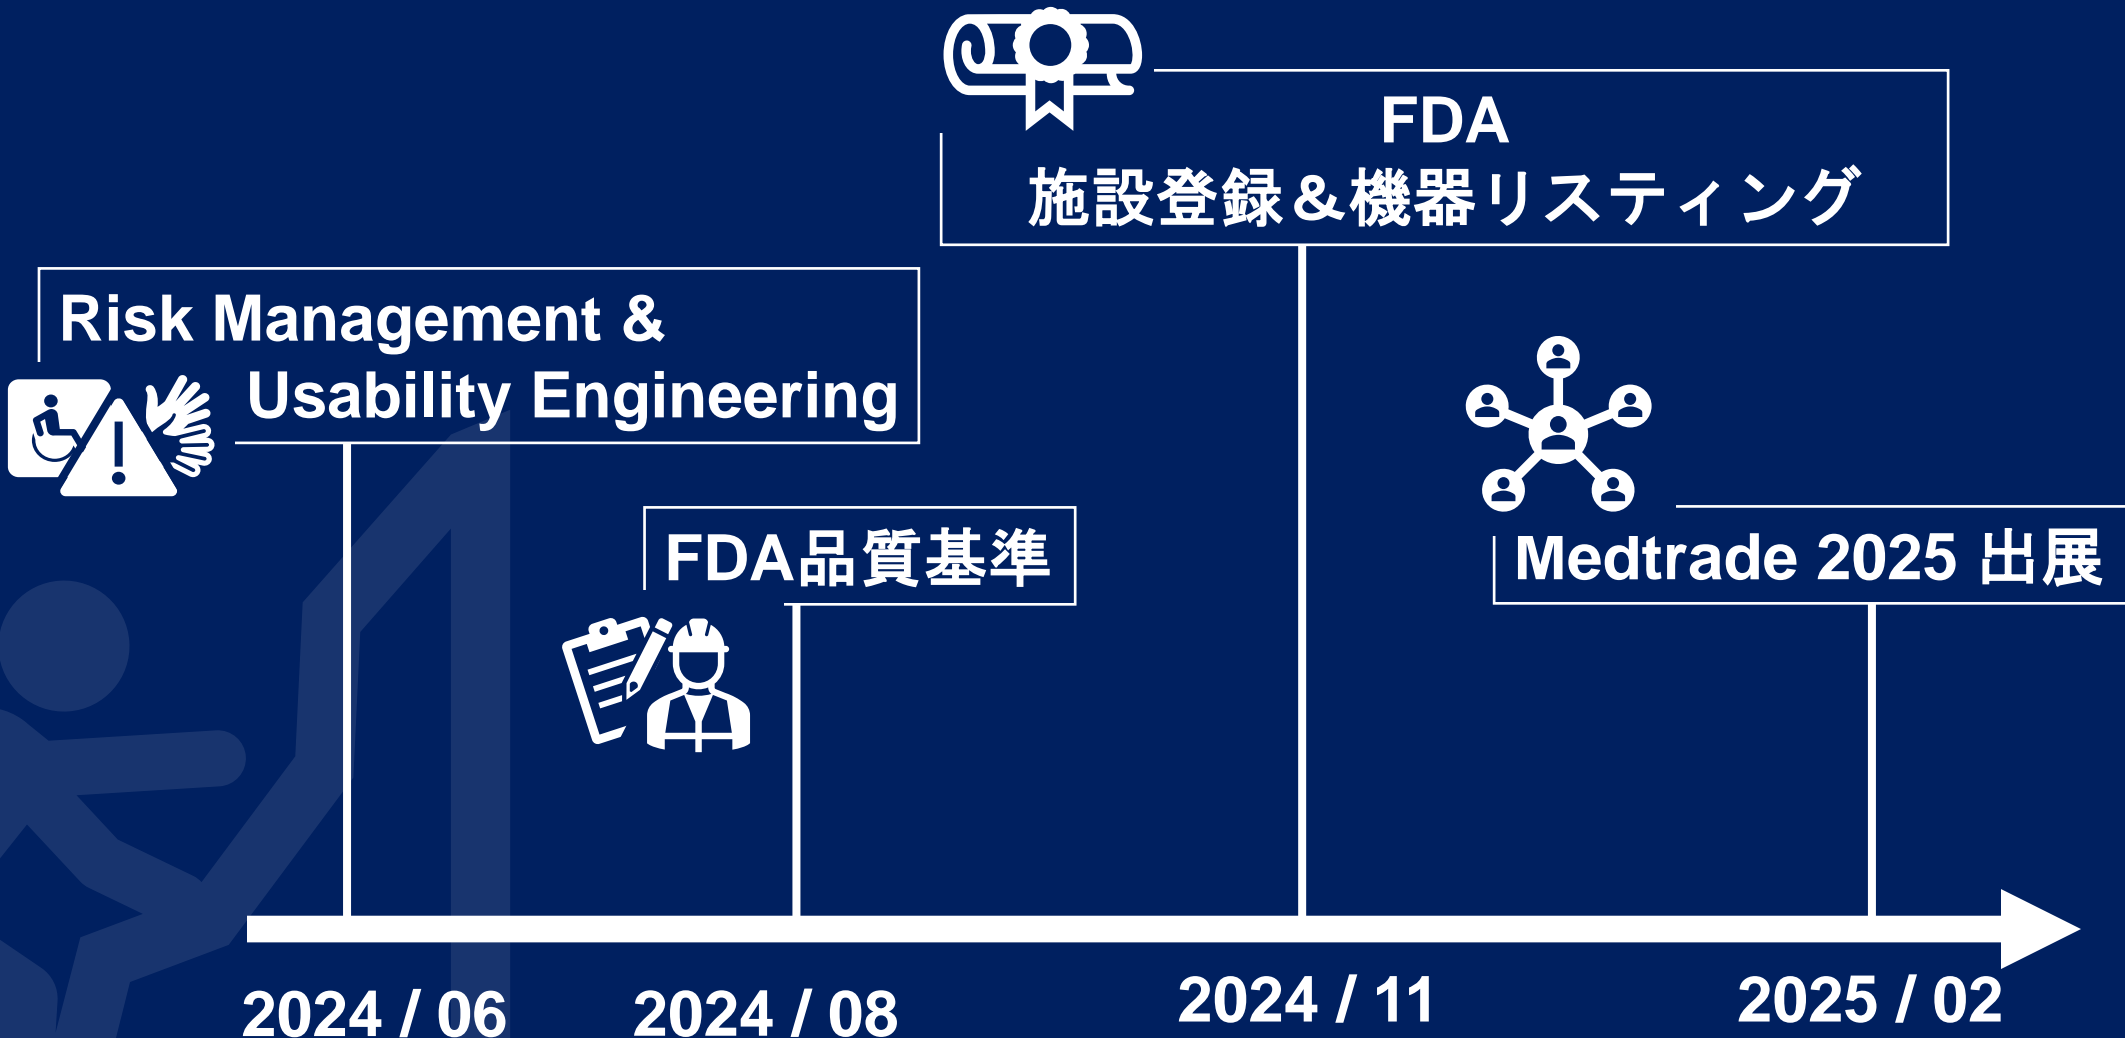 FDA
施設登録＆機器リスティング
Risk Management &
Usability Engineering
FDA品質基準
Medtrade 2025 出展
2024 / 06
2024 / 08
2024 / 11
2025 / 02